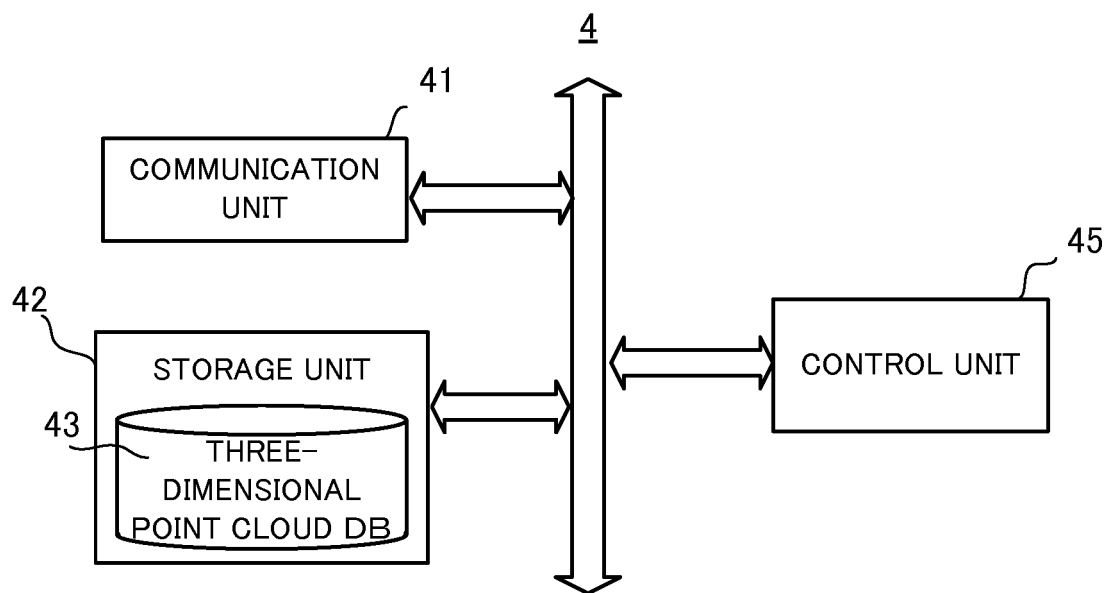 4
41
COMMUNICATION
UNIT
45
42
STORAGE UNIT
CONTROL UNIT
43
THREE-
DIMENSIONAL
POINT CLOUD DB